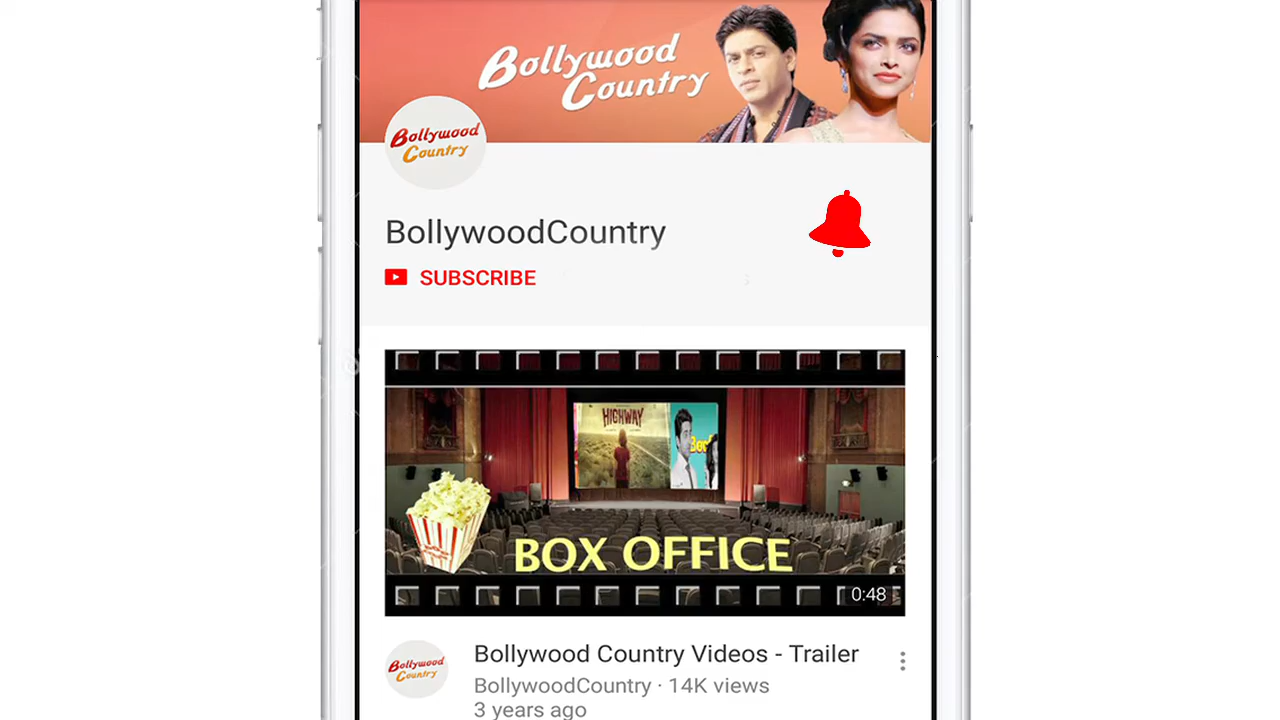 Bollywood
Country
Bollywood
Country
BollywoodCountry
SUBSCRIBE
HIGHWAY
BOX OFFICE
0:48
Bollywood Country Videos - Trailer
Bollywood
Country
BollywoodCountry · 14K views
3 years ago